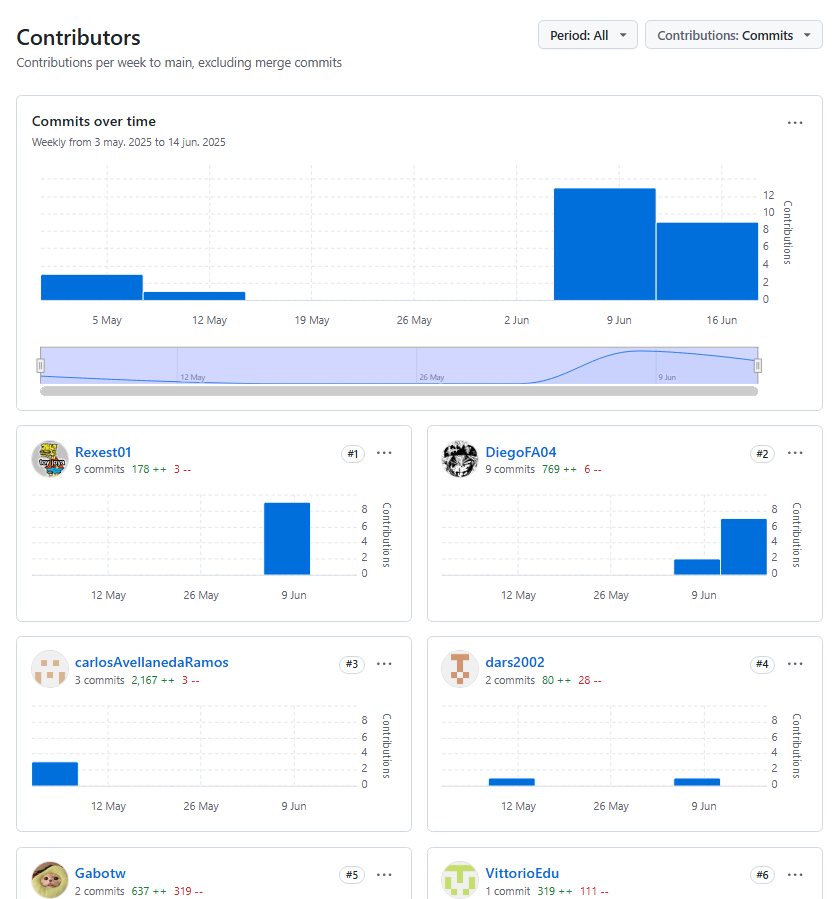 Contributors
Period: All
Contributions: Commits
Contributions per week to main, excluding merge commits
Commits over time
Weekly from 3 may. 2025 to 14 jun. 2025
12
10
8
6
4
2
0
Contributions
5 May 12 May 19 May 26 May 2 Jun 9 Jun 16 Jun
12 May 26 May 9 Jun
Rexest01
#1
9 commits 178 ++ 3 --
8
6
4
2
0
Contributions
12 May 26 May 9 Jun
DiegoFA04
#2
9 commits 769 ++ 6 --
8
6
4
2
0
Contributions
12 May 26 May 9 Jun
carlosAvellanedaRamos
#3
3 commits 2,167 ++ 3 --
8
6
4
2
0
Contributions
12 May 26 May 9 Jun
dars2002
#4
2 commits 80 ++ 28 --
8
6
4
2
0
Contributions
12 May 26 May 9 Jun
Gabotw
#5
2 commits 637 ++ 319 --
VittorioEdu
#6
1 commit 319 ++ 111 --